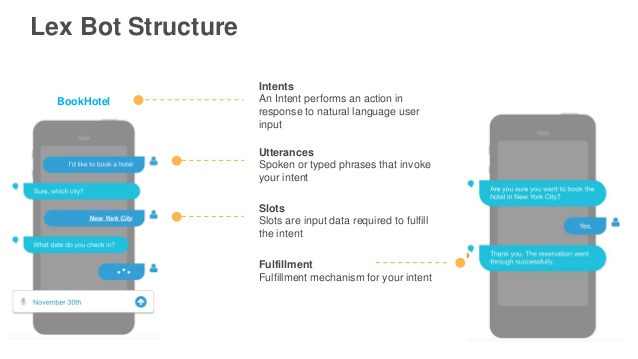 Lex Bot Structure
BookHotel
I'd like to book a hotel
Sure, which city?
New York City
What date do you check in?
November 30th
Intents
An Intent performs an action in
response to natural language user
input
Utterances
Spoken or typed phrases that invoke
your intent
Slots
Slots are input data required to fulfill
the intent
Fulfillment
Fulfillment mechanism for your intent
Are you sure you want to book the
hotel in New York City?
Yes.
Thank you. The reservation went
through successfully.